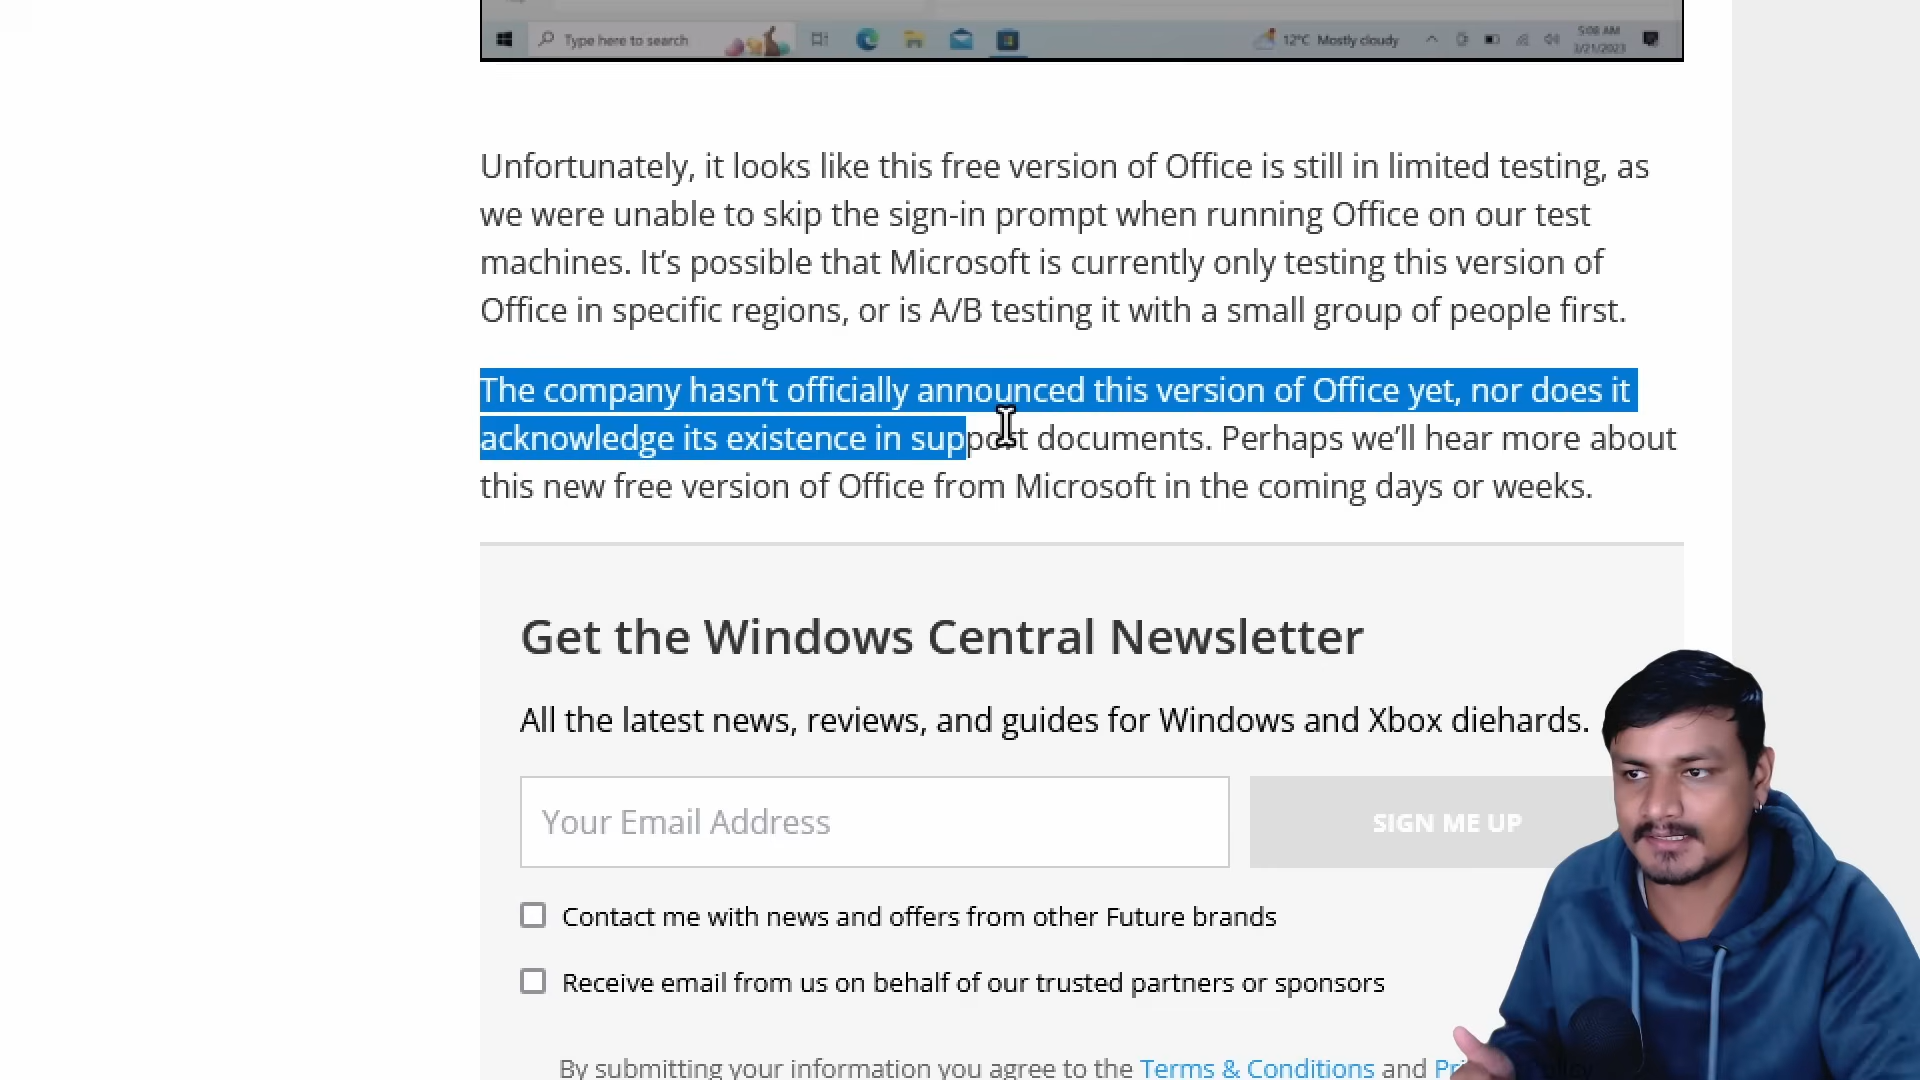 Type here to search
12°C Mostly cloudy
5:08 AM
3/21/2023
Unfortunately, it looks like this free version of Office is still in limited testing, as
we were unable to skip the sign-in prompt when running Office on our test
machines. It’s possible that Microsoft is currently only testing this version of
Office in specific regions, or is A/B testing it with a small group of people first.
The company hasn’t officially announced this version of Office yet, nor does it
acknowledge its existence in support documents. Perhaps we’ll hear more about
this new free version of Office from Microsoft in the coming days or weeks.
Get the Windows Central Newsletter
All the latest news, reviews, and guides for Windows and Xbox diehards.
Your Email Address
SIGN ME UP
Contact me with news and offers from other Future brands
Receive email from us on behalf of our trusted partners or sponsors
By submitting your information you agree to the Terms & Conditions and